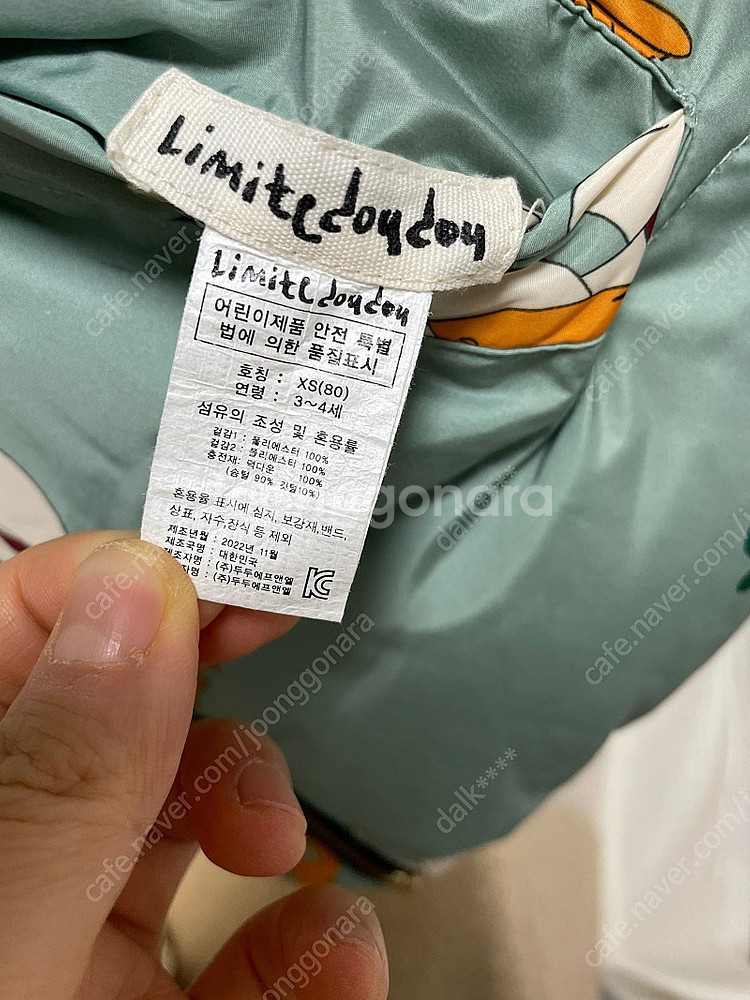 Limitedoudou
Limitedoudou
어린이제품 안전 특별
법에 의한 품질표시
호칭 : XS(80)
연령 : 3~4세
섬유의 조성 및 혼용률
겉감1 : 폴리에스터 100%
겉감2 : 폴리에스터 100%
충전재: 덕다운 100%
(솜털 90% 깃털10%)
혼용율 표시에 심지, 보강재,밴드,
상표, 자수,장식 등 제외
제조년월 : 2022년 11월
제조국명 : 대한민국
제조자명 : (주)두두에프앤엘
자명 : (주)두두에프앤엘
KC
joonggonara
cafe.naver.com/joonggonara
dalk****